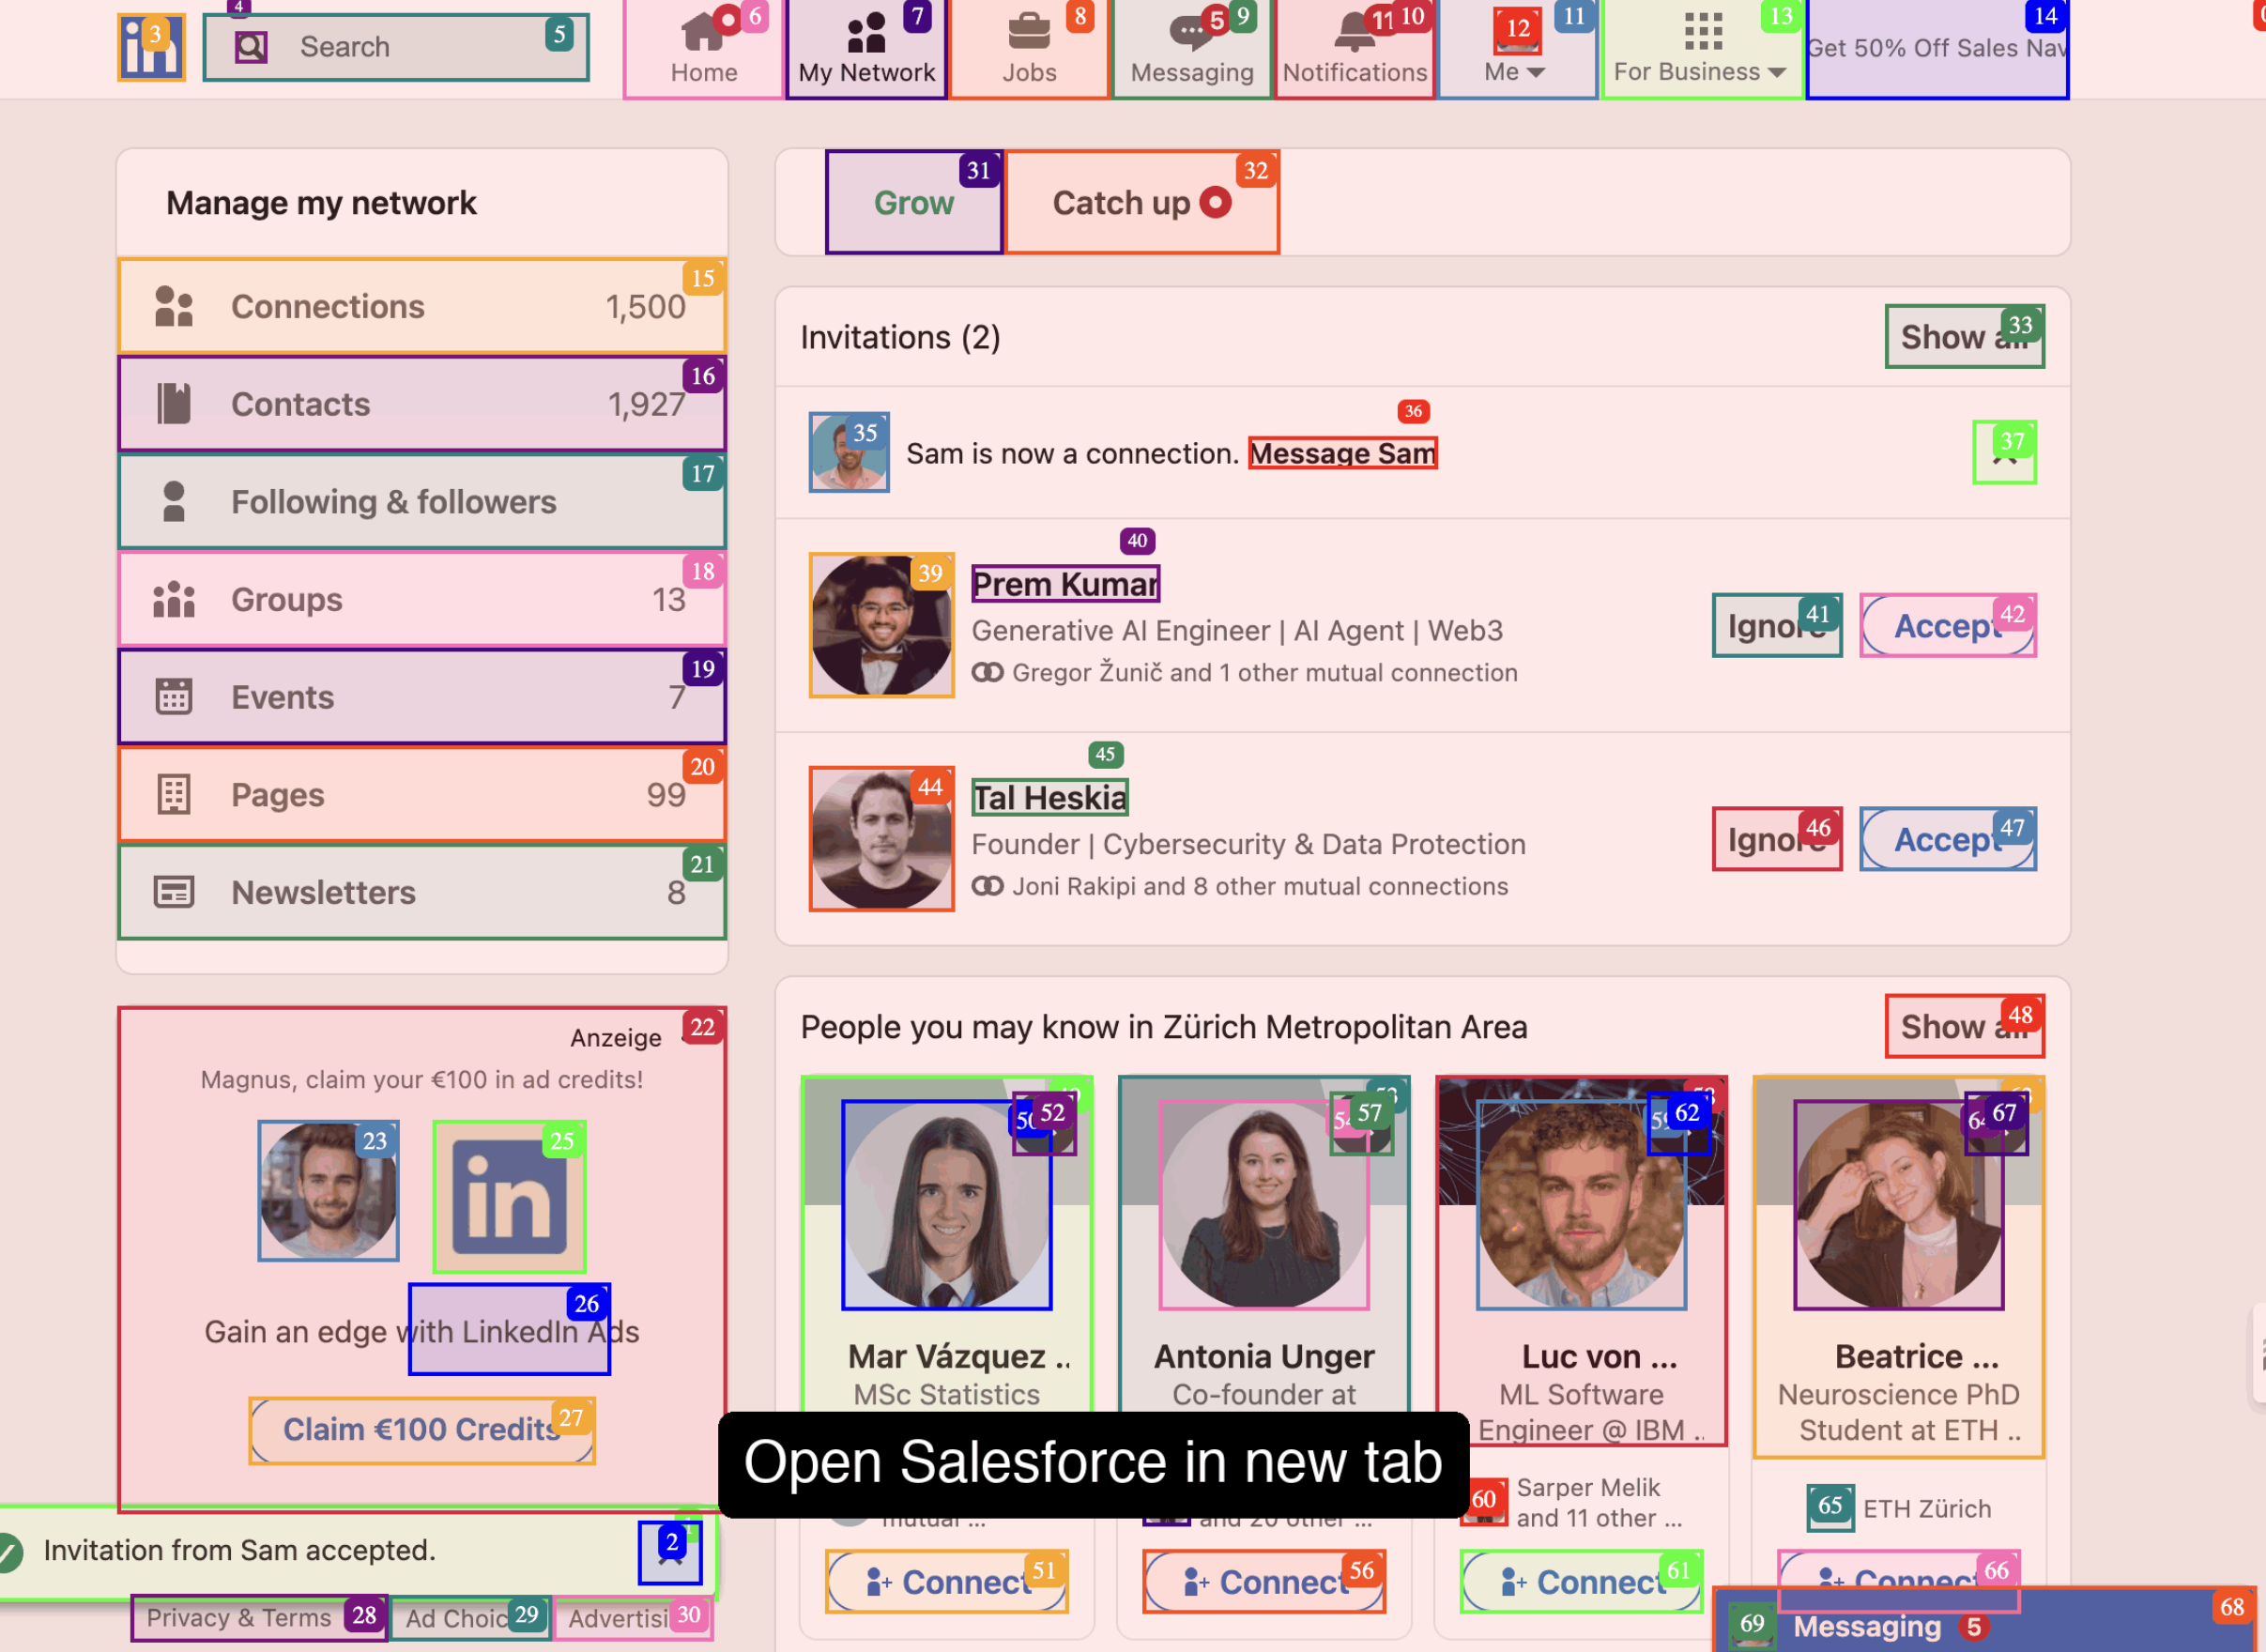 3
4
Search
5
Home
6
My Network
7
Jobs
8
5
Messaging
9
11
Notifications
10
12
Me
11
For Business
13
Get 50% Off Sales Nav
14
Manage my network
Connections 1,500
15
Contacts 1,927
16
Following & followers
17
Groups 13
18
Events 7
19
Pages 99
20
Newsletters 8
21
Grow
31
Catch up
32
Invitations (2)
Show all
33
35
Sam is now a connection. Message Sam
36
37
39
40
Prem Kumar
Generative AI Engineer | AI Agent | Web3
Gregor Žunič and 1 other mutual connection
Ignore
41
Accept
42
44
45
Tal Heskia
Founder | Cybersecurity & Data Protection
Joni Rakipi and 8 other mutual connections
Ignore
46
Accept
47
Anzeige
22
Magnus, claim your €100 in ad credits!
23
in
25
26
Gain an edge with LinkedIn Ads
Claim €100 Credits
27
People you may know in Zürich Metropolitan Area
Show all
48
50
52
Mar Vázquez ..
MSc Statistics
mutual ...
Connect
51
57
Antonia Unger
Co-founder at
and 20 other ...
Connect
56
62
Luc von ...
ML Software
Engineer @ IBM ..
60
Sarper Melik
and 11 other ...
Connect
61
64
67
Beatrice ...
Neuroscience PhD
Student at ETH ..
65
ETH Zürich
Connect
66
Open Salesforce in new tab
Invitation from Sam accepted.
2
Privacy & Terms
28
Ad Choic
29
Advertisi
30
69
Messaging 5
68